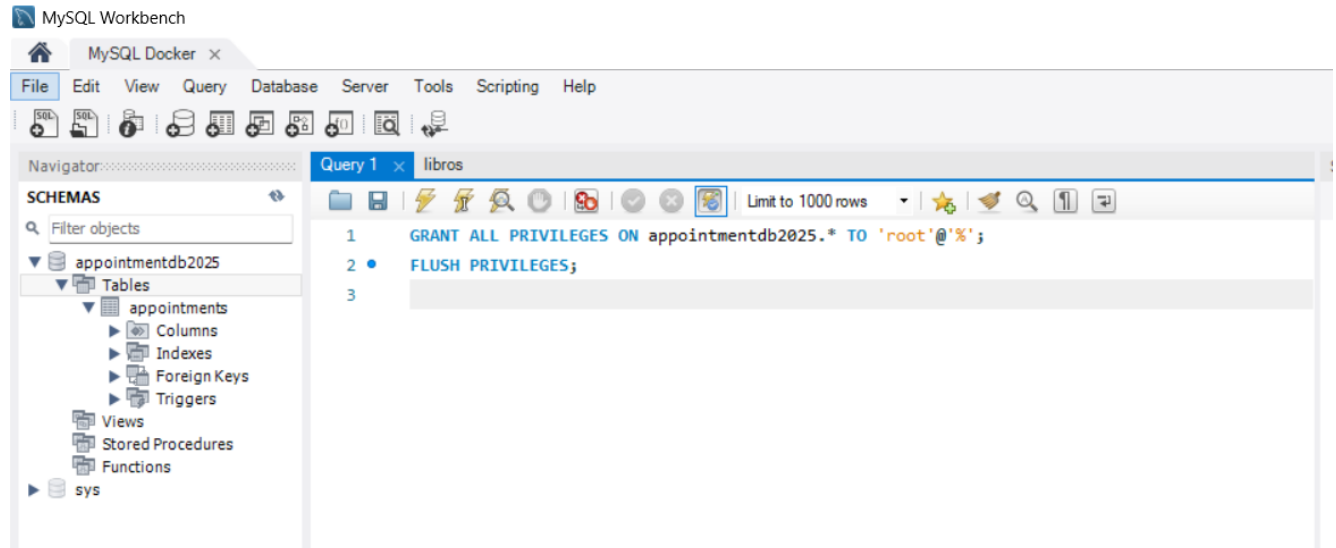 MySQL Workbench
MySQL Docker
File Edit View Query Database Server Tools Scripting Help
SQL SQL
Navigator
SCHEMAS
Filter objects
appointmentdb2025
Tables
appointments
Columns
Indexes
Foreign Keys
Triggers
Views
Stored Procedures
Functions
sys
Query 1 libros
Limit to 1000 rows
1 GRANT ALL PRIVILEGES ON appointmentdb2025.* TO 'root'@'%';
2 FLUSH PRIVILEGES;
3